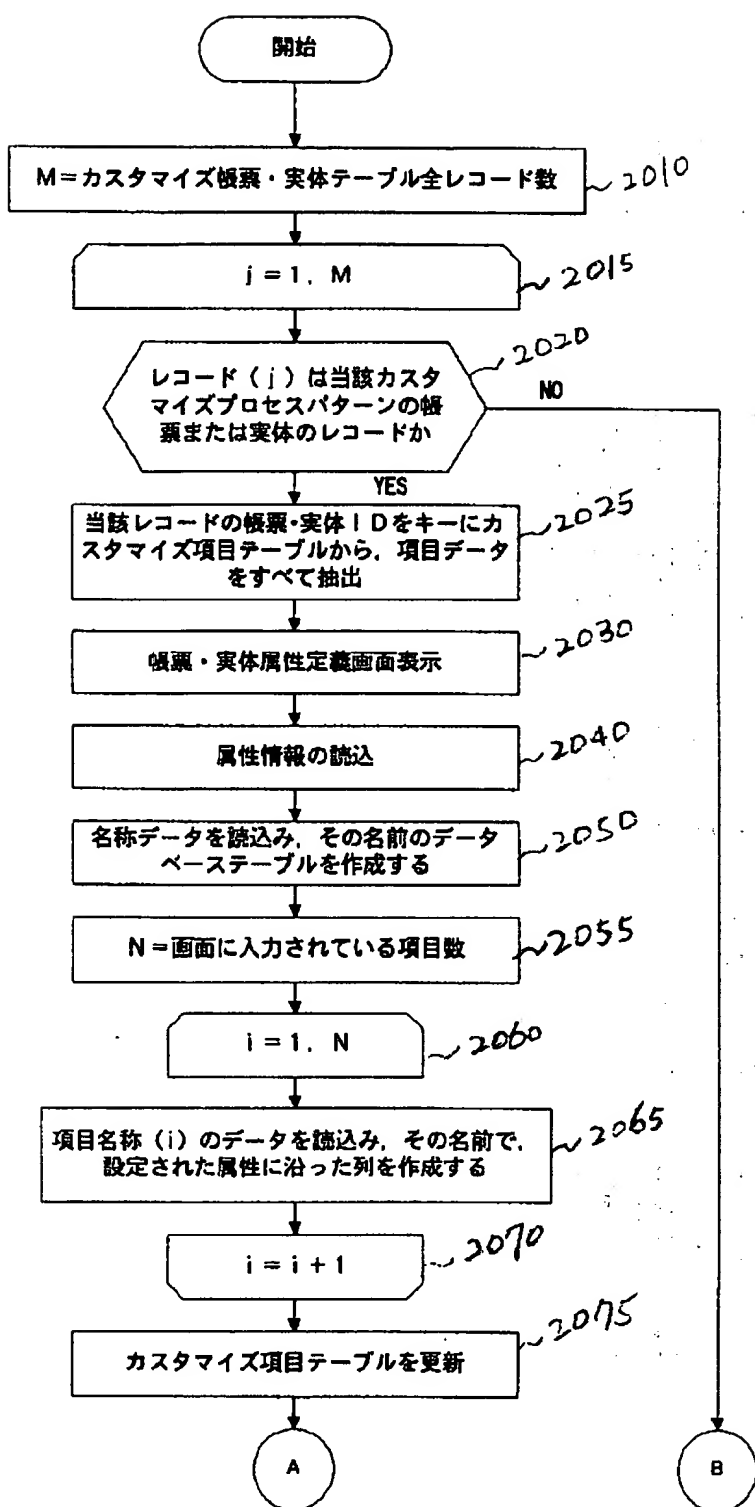 開始
M=カスタマイズ帳票・実体テーブル全レコード数
2010
j=1, M
2015
レコード(j)は当該カスタ
マイズプロセスパターンの帳
票または実体のレコードか
2020
NO
YES
当該レコードの帳票・実体IDをキーにカ
スタマイズ項目テーブルから,項目データ
をすべて抽出
2025
帳票・実体属性定義画面表示
2030
属性情報の読込
2040
名称データを読込み,その名前のデータ
ベーステーブルを作成する
2050
N=画面に入力されている項目数
2055
i=1, N
2060
項目名称(i)のデータを読込み,その名前で,
設定された属性に沿った列を作成する
2065
i=i+1
2070
カスタマイズ項目テーブルを更新
2075
A
B